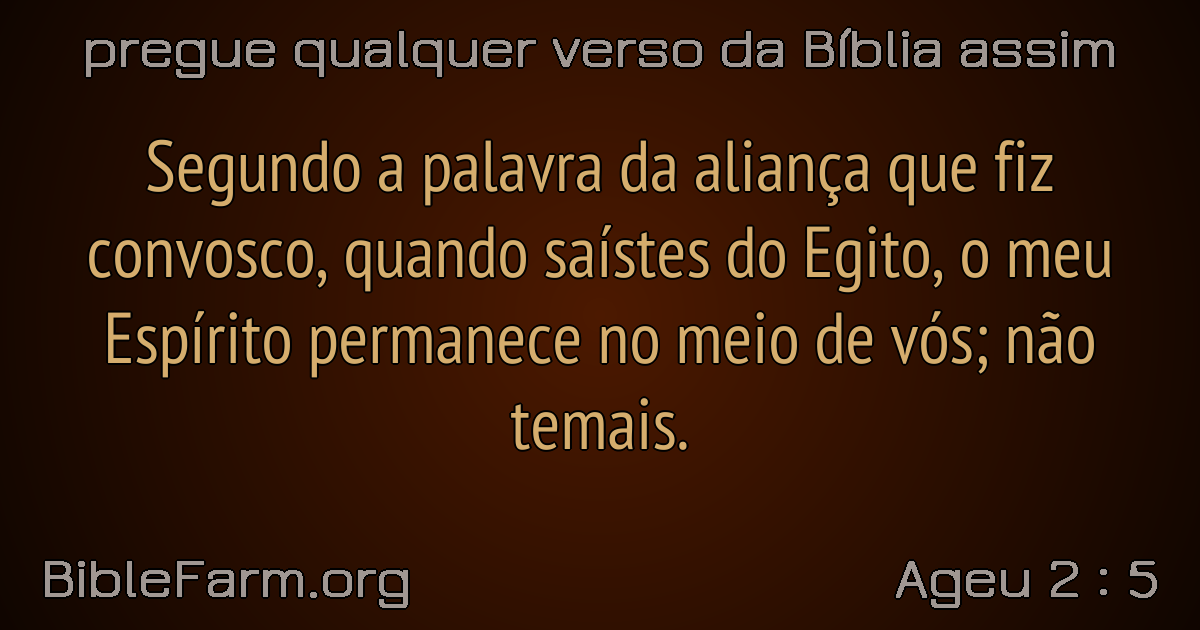 pregue qualquer verso da Bíblia assim
Segundo a palavra da aliança que fiz
convosco, quando saístes do Egito, o meu
Espírito permanece no meio de vós; não
temais.
BibleFarm.org
Ageu 2 : 5